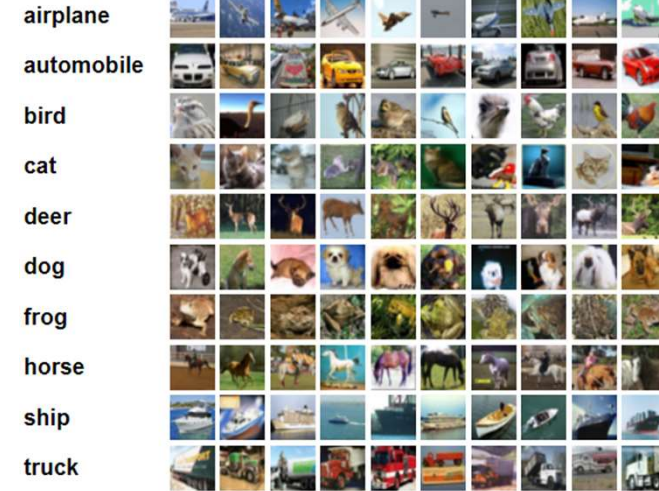 airplane
automobile
bird
cat
deer
dog
frog
horse
ship
truck